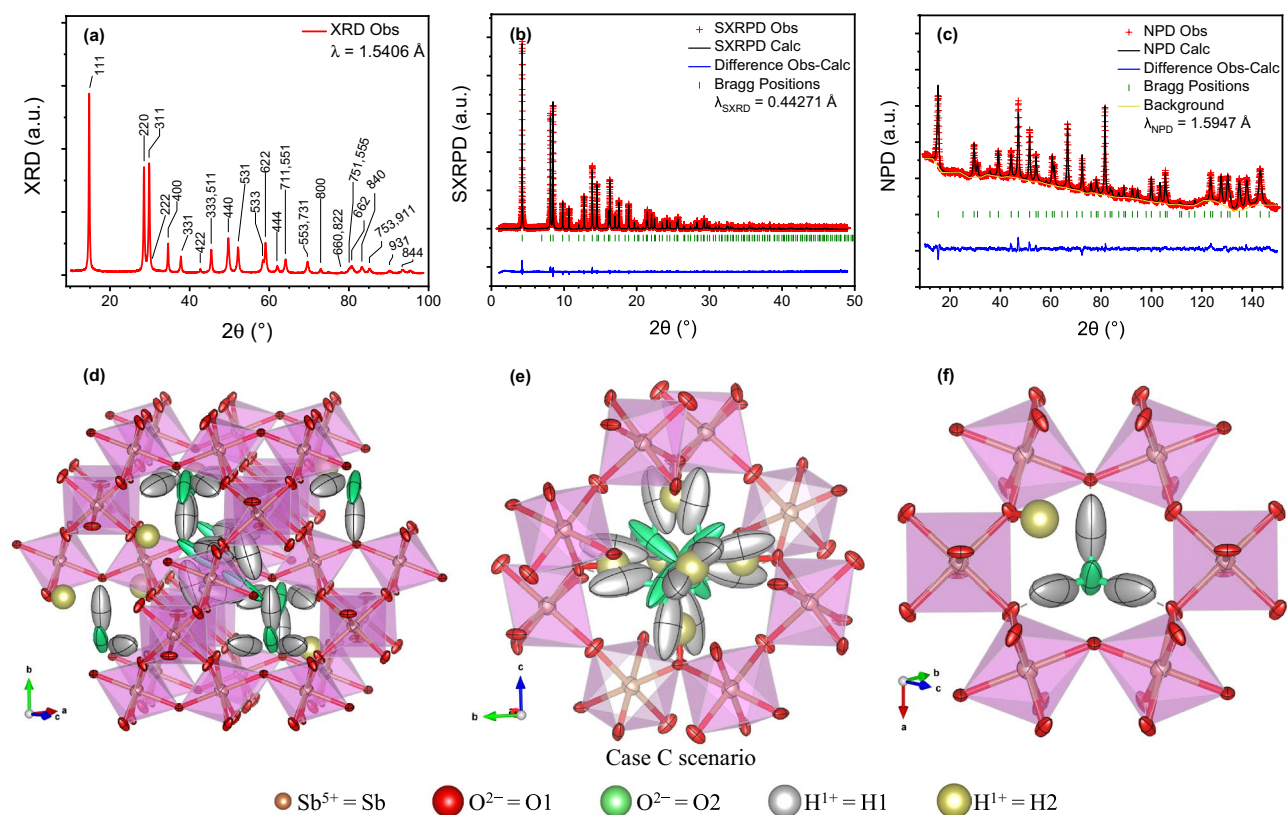 (a)
XRD Obs
λ = 1.5406 Å
111
220
311
222
400
331
422
333,511
440
531
533
622
444
711,551
553,731
800
660,822
751,555
662
840
753,911
931
844
XRD (a.u.)
20 40 60 80 100
2θ (°)
(b)
SXRPD Obs
SXRPD Calc
Difference Obs-Calc
Bragg Positions
λSXRD = 0.44271 Å
SXRPD (a.u.)
0 10 20 30 40 50
2θ (°)
(c)
NPD Obs
NPD Calc
Difference Obs-Calc
Bragg Positions
Background
λNPD = 1.5947 Å
NPD (a.u.)
20 40 60 80 100 120 140
2θ (°)
(d)
b
a
c
(e)
c
b
(f)
b
c
a
Case C scenario
Sb⁵⁺ = Sb
O²⁻ = O1
O²⁻ = O2
H¹⁺ = H1
H¹⁺ = H2